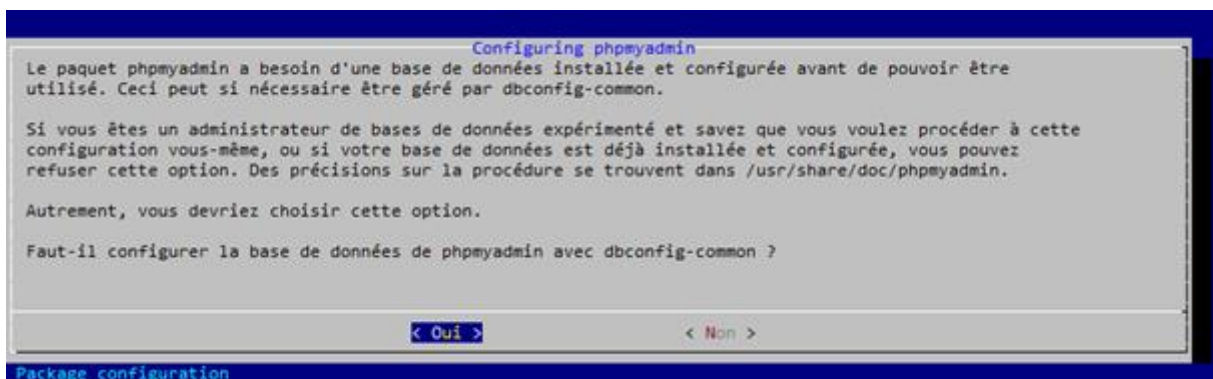 Configuring phpmyadmin
Le paquet phpmyadmin a besoin d'une base de données installée et configurée avant de pouvoir être
utilisé. Ceci peut si nécessaire être géré par dbconfig-common.
Si vous êtes un administrateur de bases de données expérimenté et savez que vous voulez procéder à cette
configuration vous-même, ou si votre base de données est déjà installée et configurée, vous pouvez
refuser cette option. Des précisions sur la procédure se trouvent dans /usr/share/doc/phpmyadmin.
Autrement, vous devriez choisir cette option.
Faut-il configurer la base de données de phpmyadmin avec dbconfig-common ?
< Oui > < Non >
Package configuration